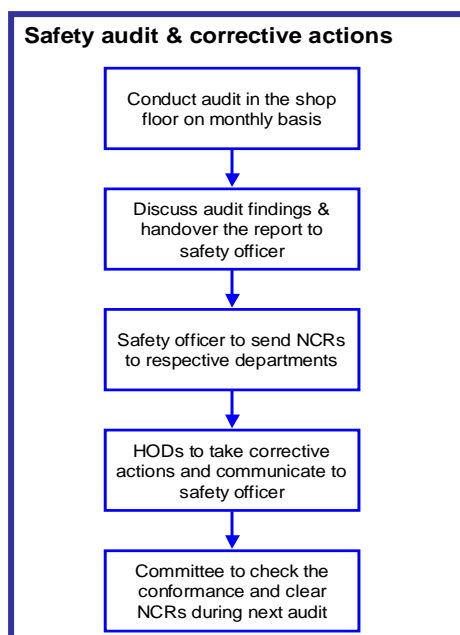 Safety audit & corrective actions
Conduct audit in the shop
floor on monthly basis
Discuss audit findings &
handover the report to
safety officer
Safety officer to send NCRs
to respective departments
HODs to take corrective
actions and communicate to
safety officer
Committee to check the
conformance and clear
NCRs during next audit